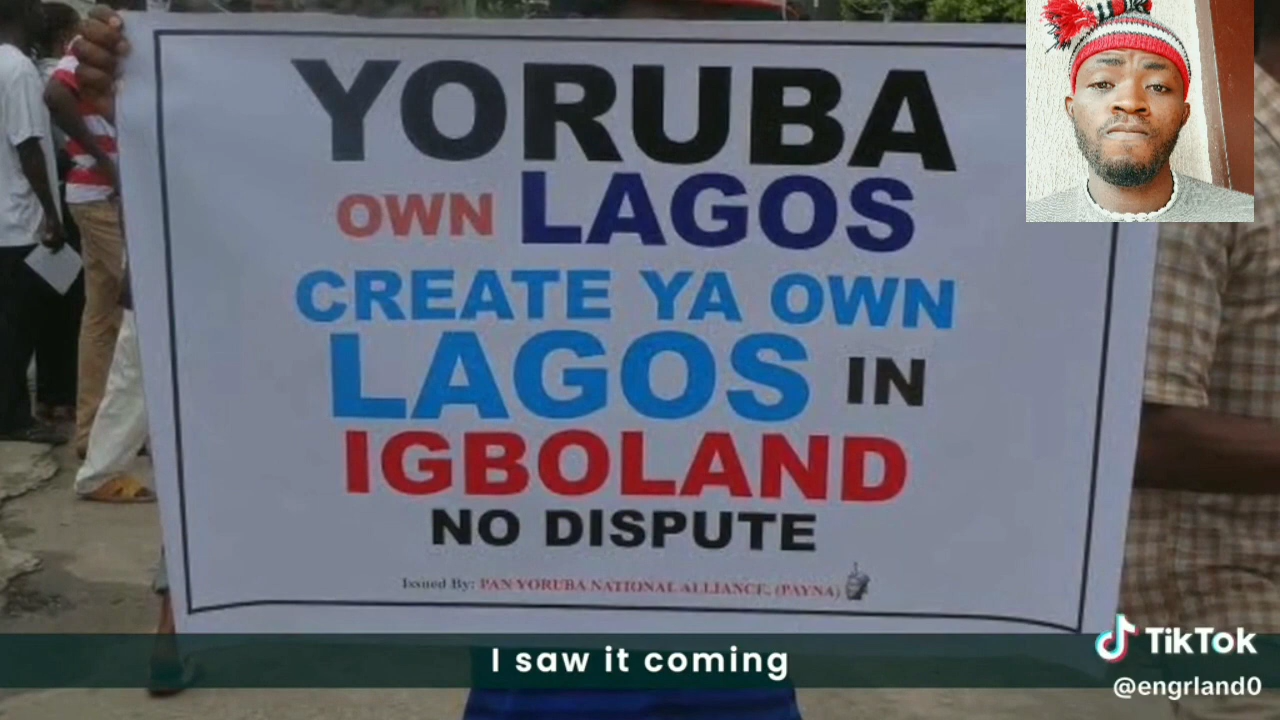 YORUBA
OWN LAGOS
CREATE YA OWN
LAGOS IN
IGBOLAND
NO DISPUTE
Issued By: PAN YORUBA NATIONAL ALLIANCE. (PAYNA)
I saw it coming
TikTok
@engrland0